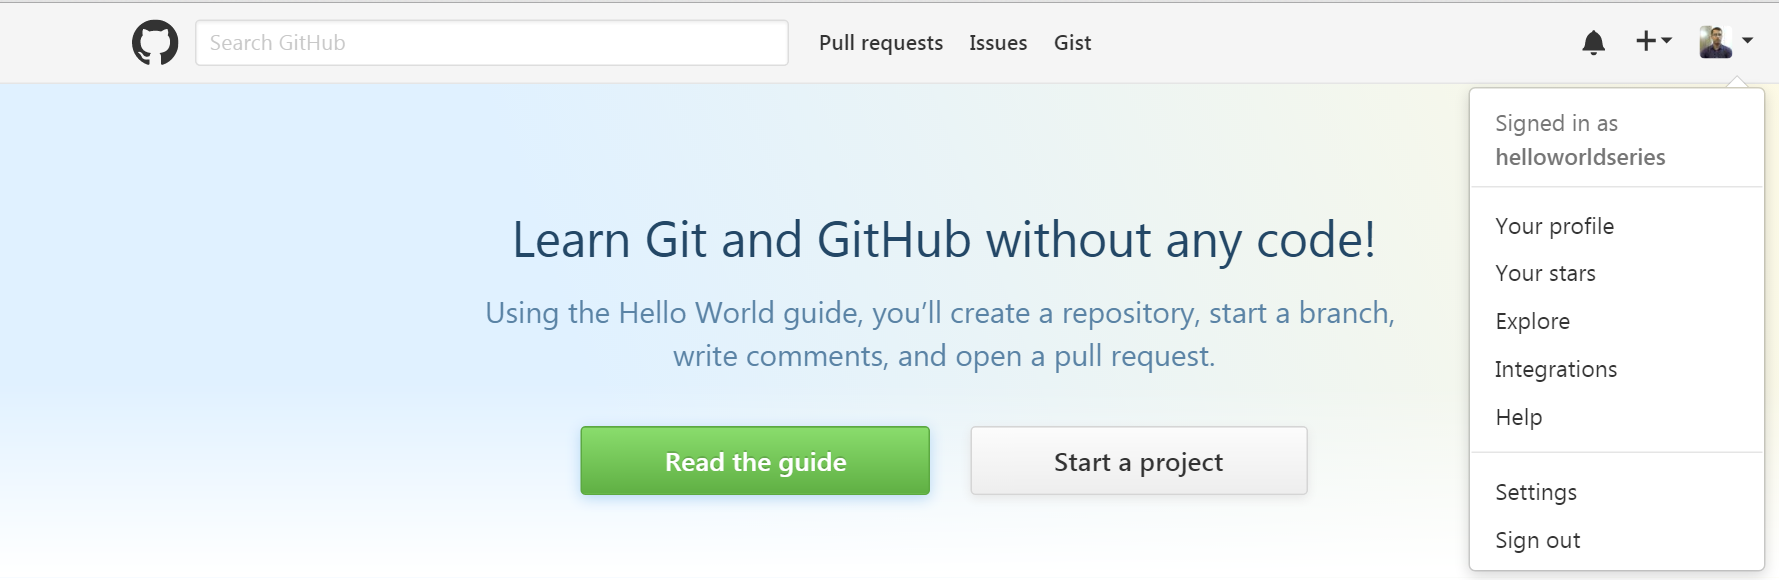 Search GitHub
Pull requests
Issues
Gist
Signed in as
helloworldseries
Your profile
Your stars
Explore
Integrations
Help
Settings
Sign out
Learn Git and GitHub without any code!
Using the Hello World guide, you’ll create a repository, start a branch,
write comments, and open a pull request.
Read the guide
Start a project